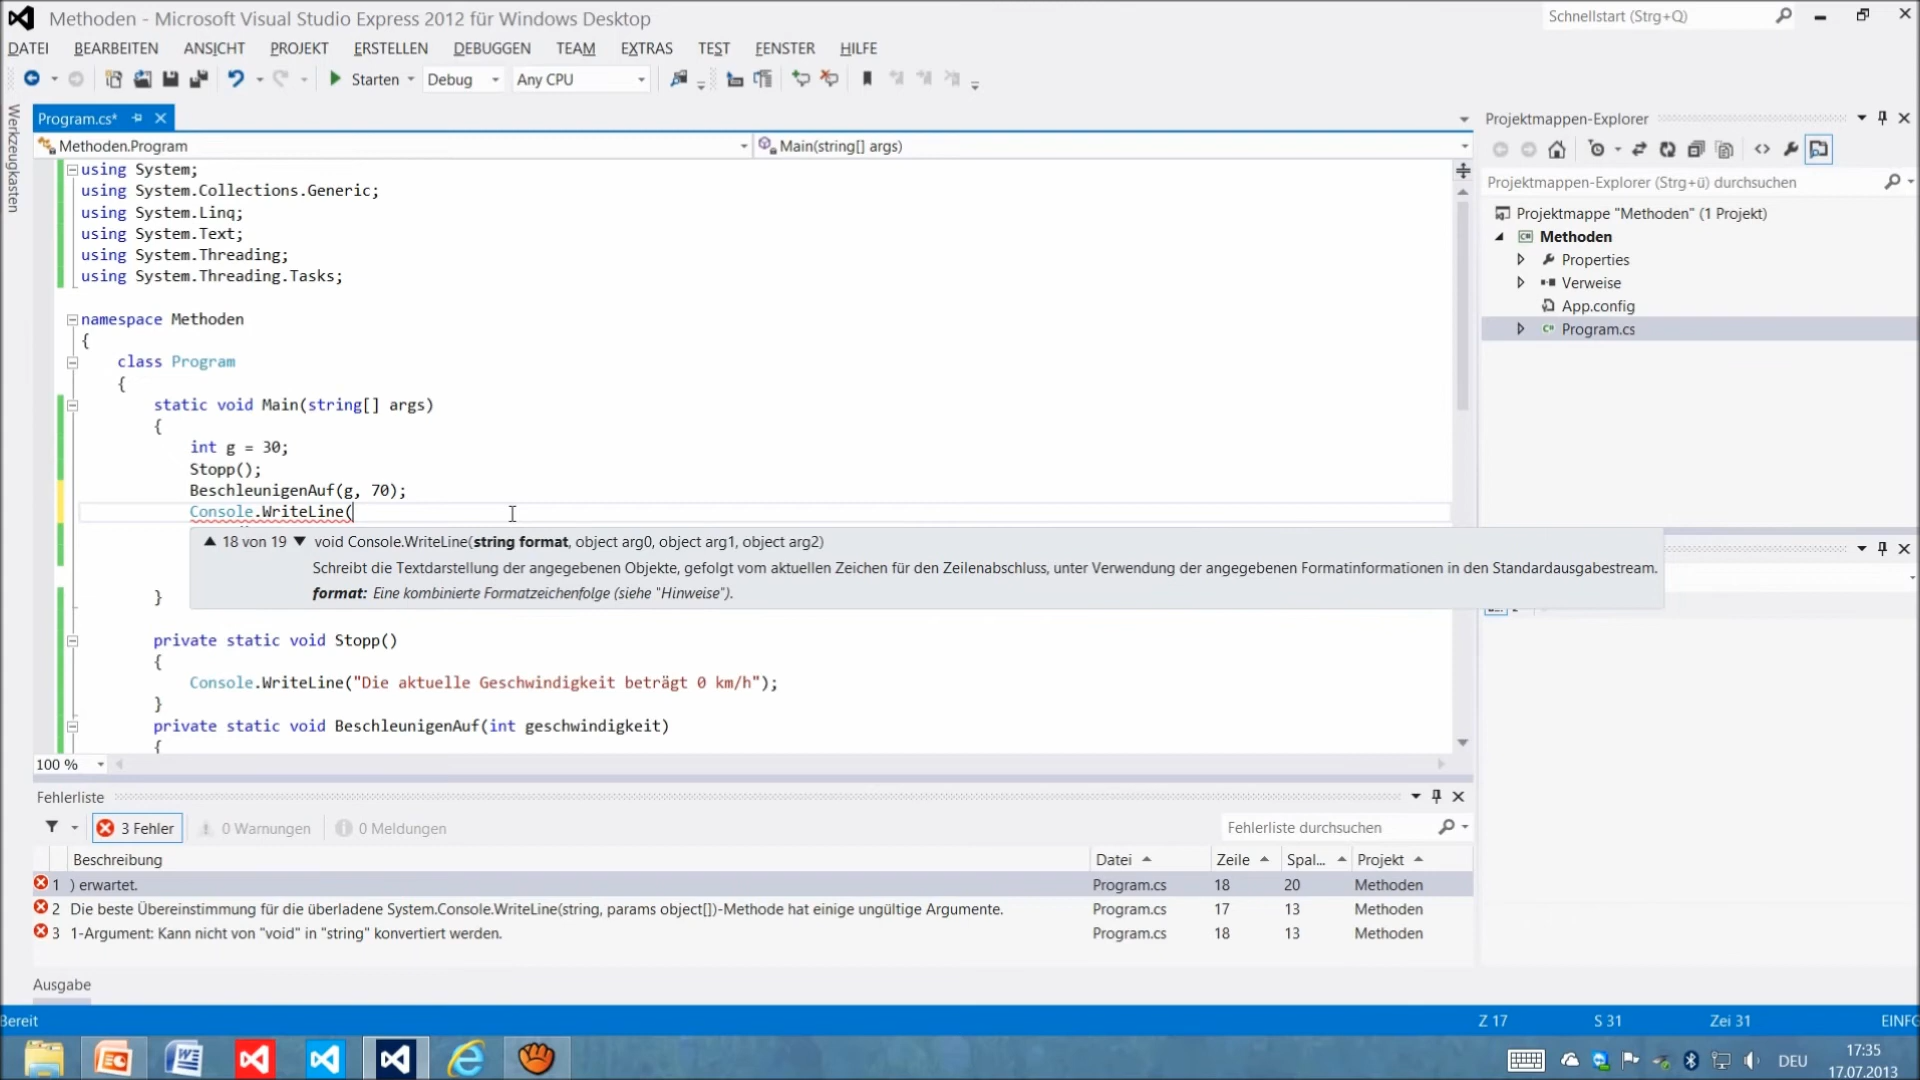 Methoden - Microsoft Visual Studio Express 2012 für Windows Desktop
Schnellstart (Strg+Q)
DATEI BEARBEITEN ANSICHT PROJEKT ERSTELLEN DEBUGGEN TEAM EXTRAS TEST FENSTER HILFE
Starten Debug Any CPU
Werkzeugkasten
Program.cs*
Methoden.Program
Main(string[] args)
using System;
using System.Collections.Generic;
using System.Linq;
using System.Text;
using System.Threading;
using System.Threading.Tasks;
namespace Methoden
{
class Program
{
static void Main(string[] args)
{
int g = 30;
Stopp();
BeschleunigenAuf(g, 70);
Console.WriteLine(
18 von 19 void Console.WriteLine(string format, object arg0, object arg1, object arg2)
Schreibt die Textdarstellung der angegebenen Objekte, gefolgt vom aktuellen Zeichen für den Zeilenabschluss, unter Verwendung der angegebenen Formatinformationen in den Standardausgabestream.
format: Eine kombinierte Formatzeichenfolge (siehe "Hinweise").
}
private static void Stopp()
{
Console.WriteLine("Die aktuelle Geschwindigkeit beträgt 0 km/h");
}
private static void BeschleunigenAuf(int geschwindigkeit)
{
100 %
Projektmappen-Explorer
Projektmappen-Explorer (Strg+ü) durchsuchen
Projektmappe "Methoden" (1 Projekt)
Methoden
Properties
Verweise
App.config
Program.cs
Fehlerliste
3 Fehler 0 Warnungen 0 Meldungen
Fehlerliste durchsuchen
Beschreibung Datei Zeile Spal... Projekt
1 ) erwartet. Program.cs 18 20 Methoden
2 Die beste Übereinstimmung für die überladene System.Console.WriteLine(string, params object[])-Methode hat einige ungültige Argumente. Program.cs 17 13 Methoden
3 1-Argument: Kann nicht von "void" in "string" konvertiert werden. Program.cs 18 13 Methoden
Ausgabe
Bereit Z 17 S 31 Zei 31 EINFG
DEU
17:35
17.07.2013